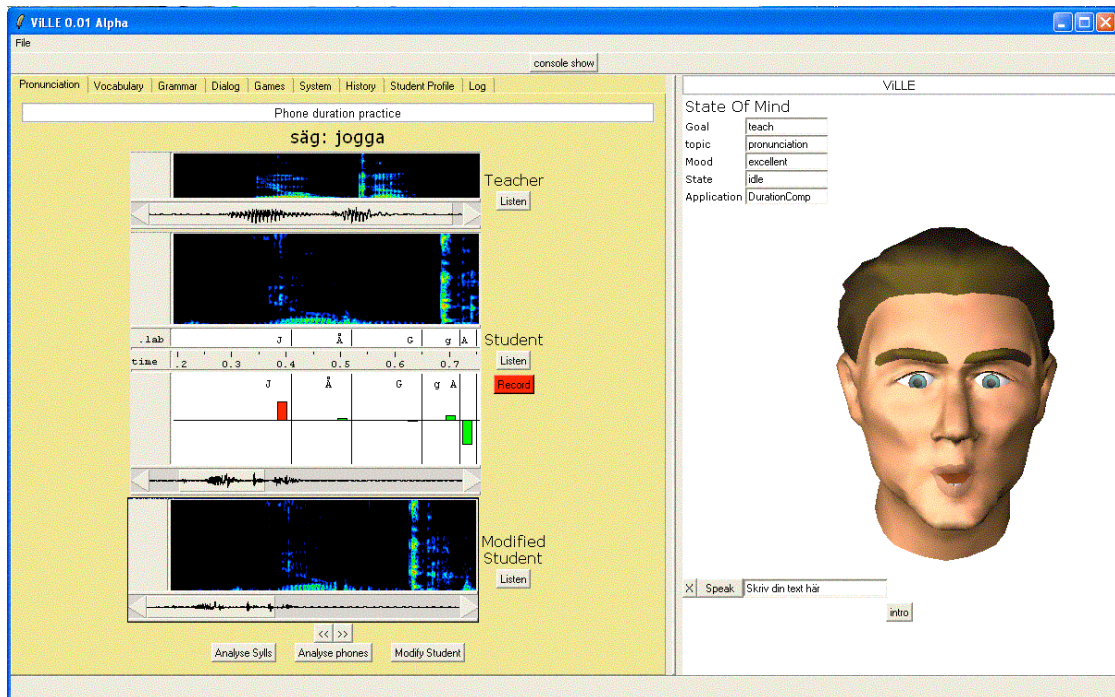 ViLLE 0.01 Alpha
File
console show
Pronunciation Vocabulary Grammar Dialog Games System History Student Profile Log
Phone duration practice
säg: jogga
Teacher
Listen
.lab J Å G g A
Student
time .2 0.3 0.4 0.5 0.6 0.7
Listen
J Å G g A
Record
Modified
Student
Listen
<< >>
Analyse Sylls Analyse phones Modify Student
ViLLE
State Of Mind
Goal teach
topic pronunciation
Mood excellent
State idle
Application DurationComp
X Speak Skriv din text här
intro